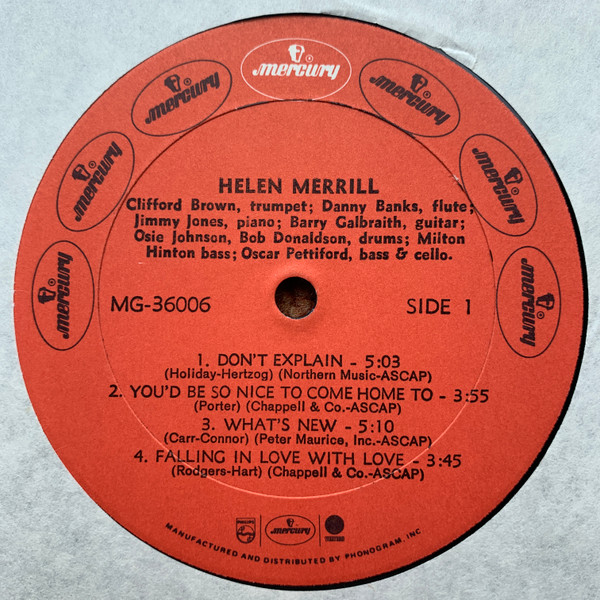 mercury
mercury
mercury
mercury
mercury
mercury
mercury
HELEN MERRILL
Clifford Brown, trumpet; Danny Banks, flute;
Jimmy Jones, piano; Barry Galbraith, guitar;
Osie Johnson, Bob Donaldson, drums; Milton
Hinton bass; Oscar Pettiford, bass & cello.
MG-36006
SIDE 1
1. DON'T EXPLAIN - 5:03
(Holiday-Hertzog) (Northern Music-ASCAP)
2. YOU'D BE SO NICE TO COME HOME TO - 3:55
(Porter) (Chappell & Co.-ASCAP)
3. WHAT'S NEW - 5:10
(Carr-Connor) (Peter Maurice, Inc.-ASCAP)
4. FALLING IN LOVE WITH LOVE - 3:45
(Rodgers-Hart) (Chappell & Co.-ASCAP)
PHILIPS
mercury
MANUFACTURED AND DISTRIBUTED BY PHONOGRAM, INC